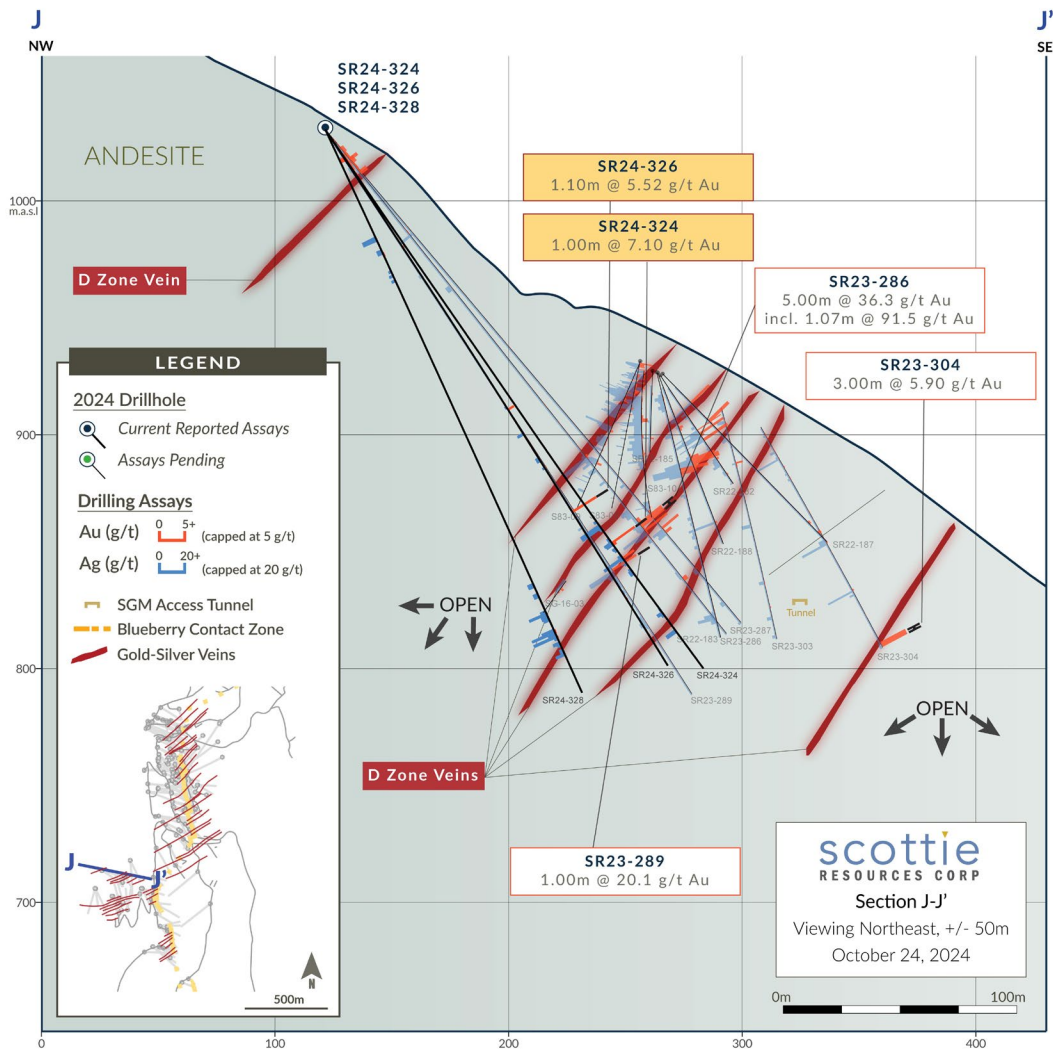 J
NW
J’
SE
SR24-324
SR24-326
SR24-328
ANDESITE
SR24-326
1.10m @ 5.52 g/t Au
SR24-324
1.00m @ 7.10 g/t Au
SR23-286
5.00m @ 36.3 g/t Au
incl. 1.07m @ 91.5 g/t Au
SR23-304
3.00m @ 5.90 g/t Au
1000
m.a.s.l
900
800
700
D Zone Vein
LEGEND
2024 Drillhole
Current Reported Assays
Assays Pending
Drilling Assays
Au (g/t)
0 5+
(capped at 5 g/t)
Ag (g/t)
0 20+
(capped at 20 g/t)
SGM Access Tunnel
Blueberry Contact Zone
Gold-Silver Veins
J
J’
N
500m
SR22-188
SR22-187
SG-16-03
Tunnel
SR22-183
SR23-287
SR23-286
SR23-303
SR23-304
SR24-328
SR24-326
SR24-324
SR23-289
OPEN
OPEN
D Zone Veins
SR23-289
1.00m @ 20.1 g/t Au
scottie
RESOURCES CORP
Section J-J’
Viewing Northeast, +/- 50m
October 24, 2024
0m
100m
0
100
200
300
400